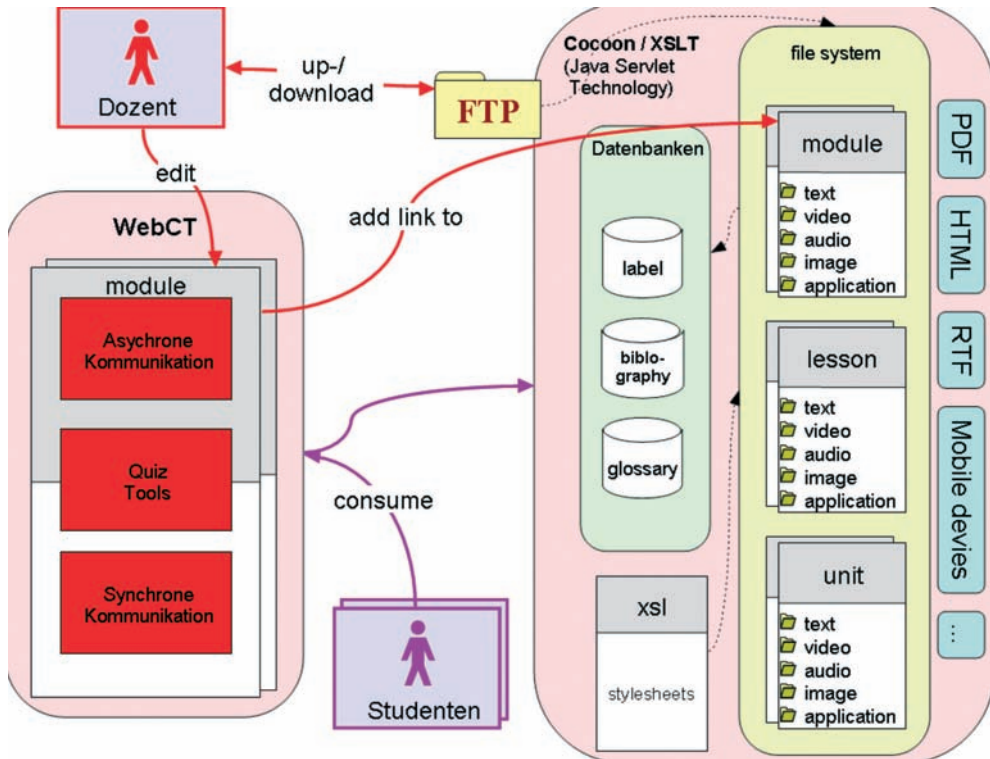 Dozent
up-/
download
FTP
edit
WebCT
module
Asychrone
Kommunikation
Quiz
Tools
Synchrone
Kommunikation
add link to
consume
Studenten
Cocoon / XSLT
(Java Servlet
Technology)
Datenbanken
label
biblo-
graphy
glossary
xsl
stylesheets
file system
module
text
video
audio
image
application
lesson
text
video
audio
image
application
unit
text
video
audio
image
application
PDF
HTML
RTF
Mobile devies
...